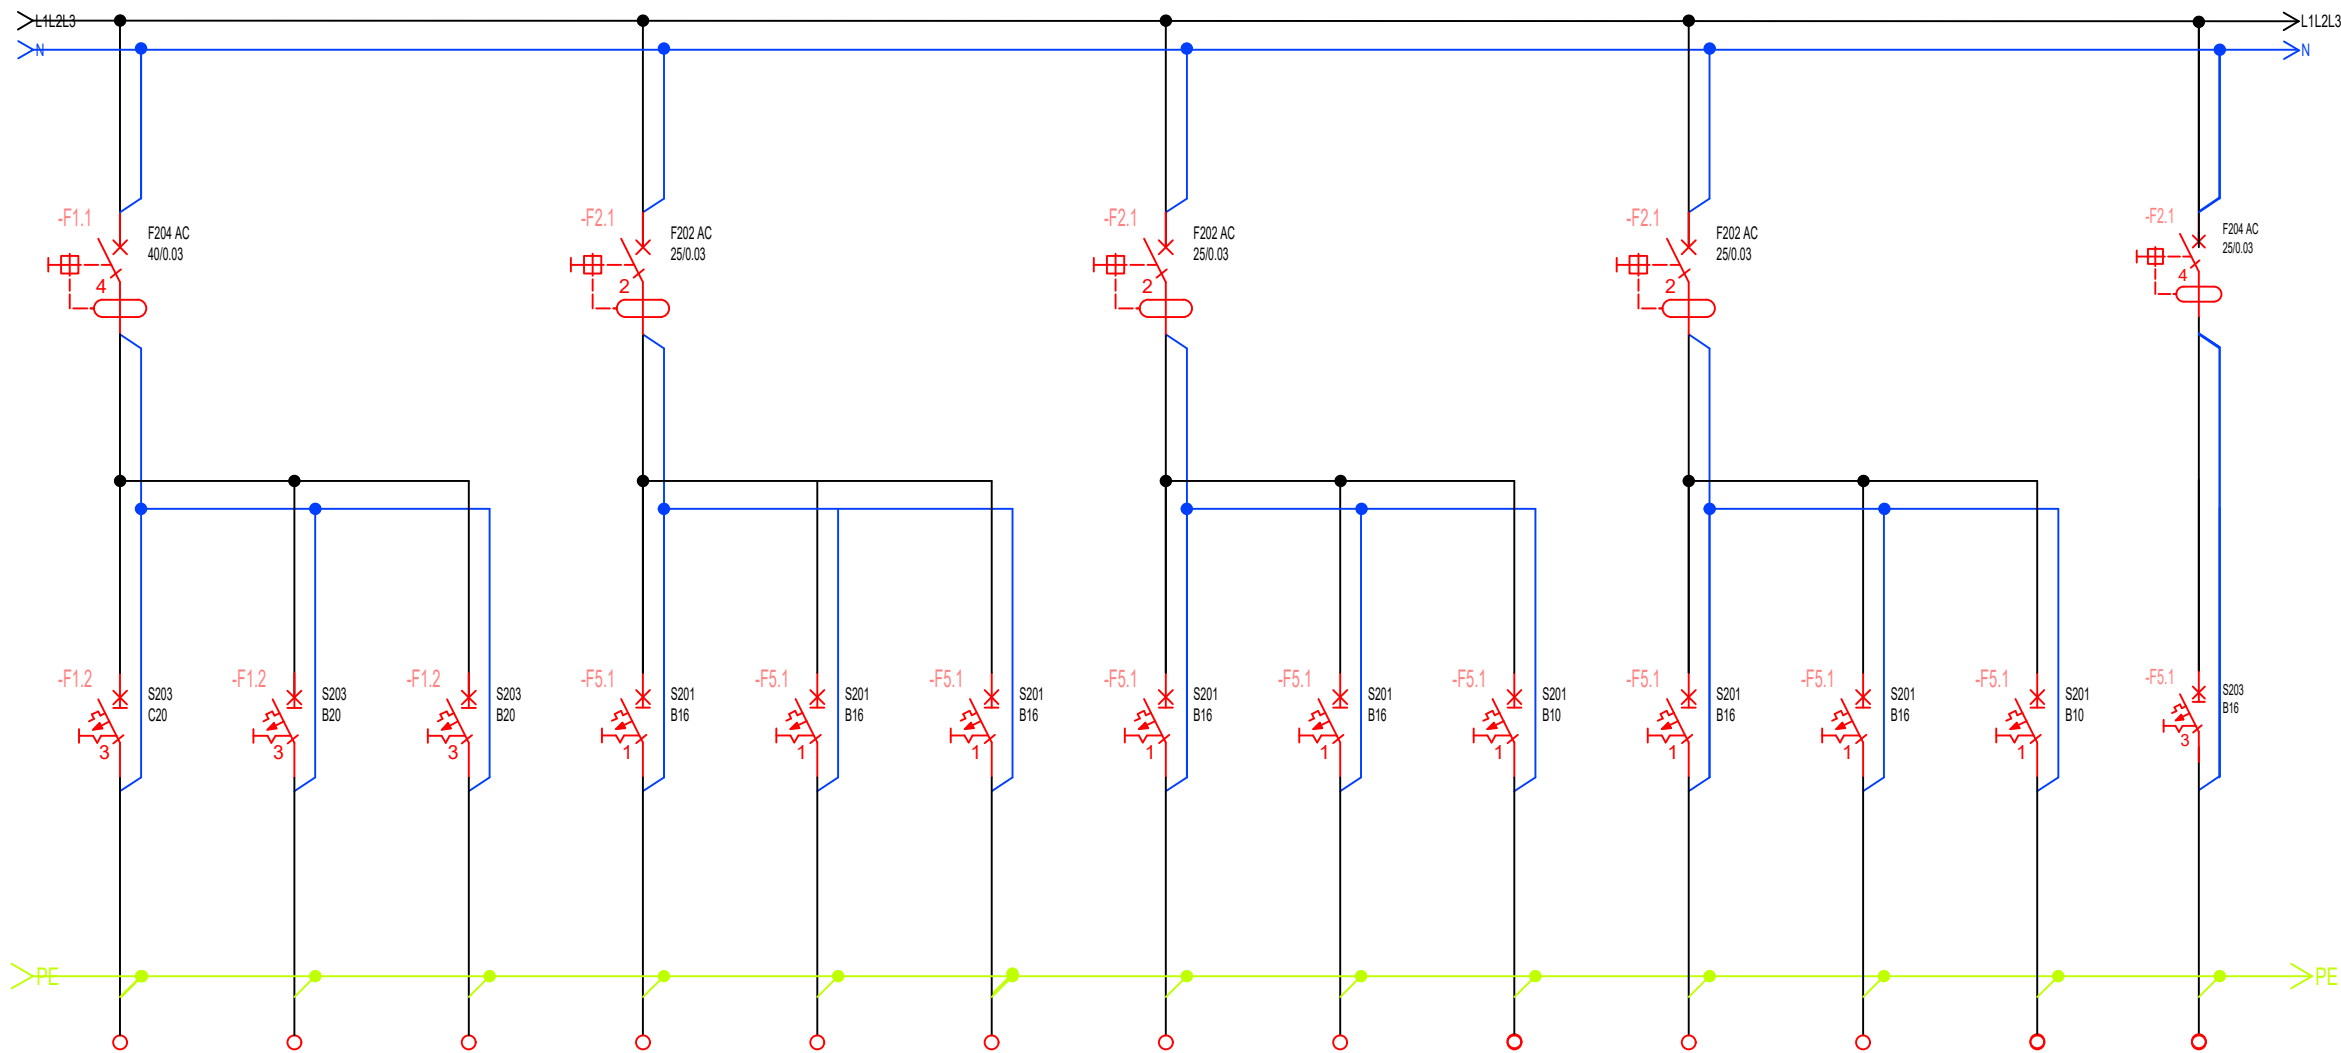 L1L2L3
L1L2L3
N
N
-F1.1
F204 AC
40/0.03
4
-F2.1
F202 AC
25/0.03
2
-F2.1
F202 AC
25/0.03
2
-F2.1
F202 AC
25/0.03
2
-F2.1
F204 AC
25/0.03
4
-F1.2
S203
C20
3
-F1.2
S203
B20
3
-F1.2
S203
B20
3
-F5.1
S201
B16
1
-F5.1
S201
B16
1
-F5.1
S201
B16
1
-F5.1
S201
B16
1
-F5.1
S201
B16
1
-F5.1
S201
B10
1
-F5.1
S201
B16
1
-F5.1
S201
B16
1
-F5.1
S201
B10
1
-F5.1
S203
B16
3
PE
PE